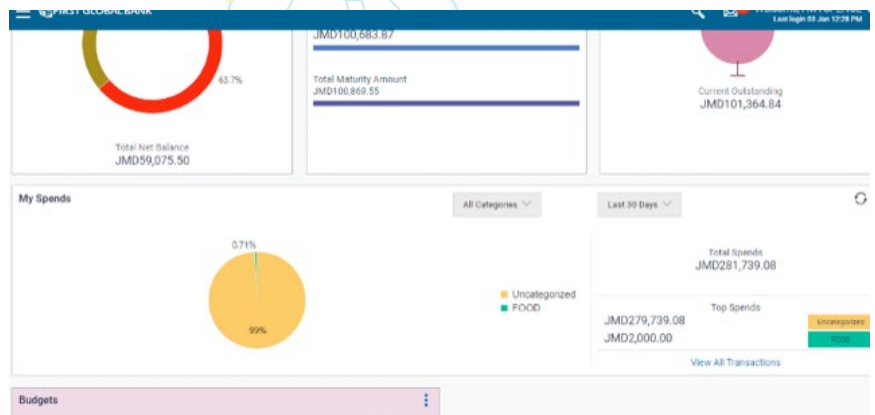 FIRST GLOBAL BANK
Last login 03 Jan 12:28 PM
63.7%
Total Net Balance
JMD59,075.50
JMD100,683.87
Total Maturity Amount
JMD100,869.55
Current Outstanding
JMD101,364.84
My Spends
All Categories
Last 30 Days
0.71%
99%
Uncategorized
FOOD
Total Spends
JMD281,739.08
Top Spends
JMD279,739.08 Uncategorized
JMD2,000.00 FOOD
View All Transactions
Budgets